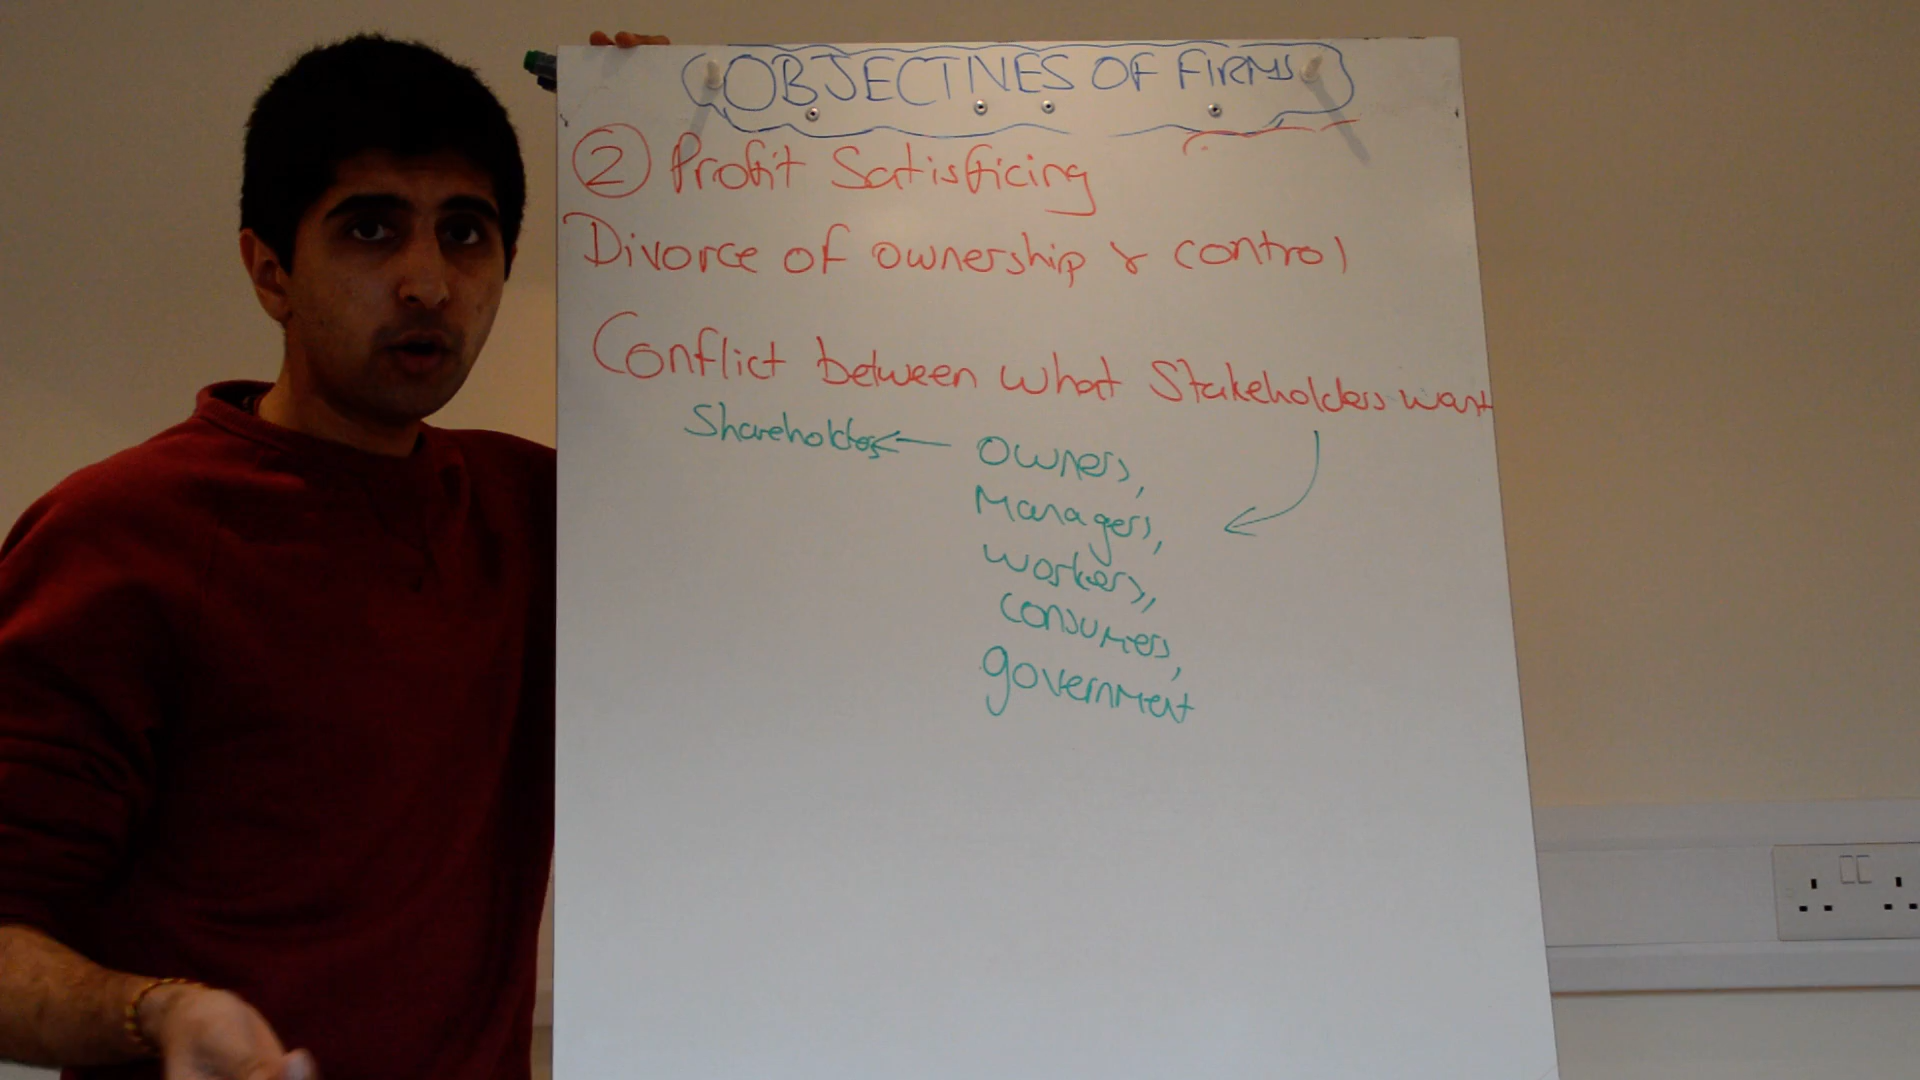 OBJECTIVES OF FIRMS
② Profit Satisficing
Divorce of ownership & control
Conflict between what Stakeholders want
Shareholders ← owners,
Managers,
workers,
consumers,
government